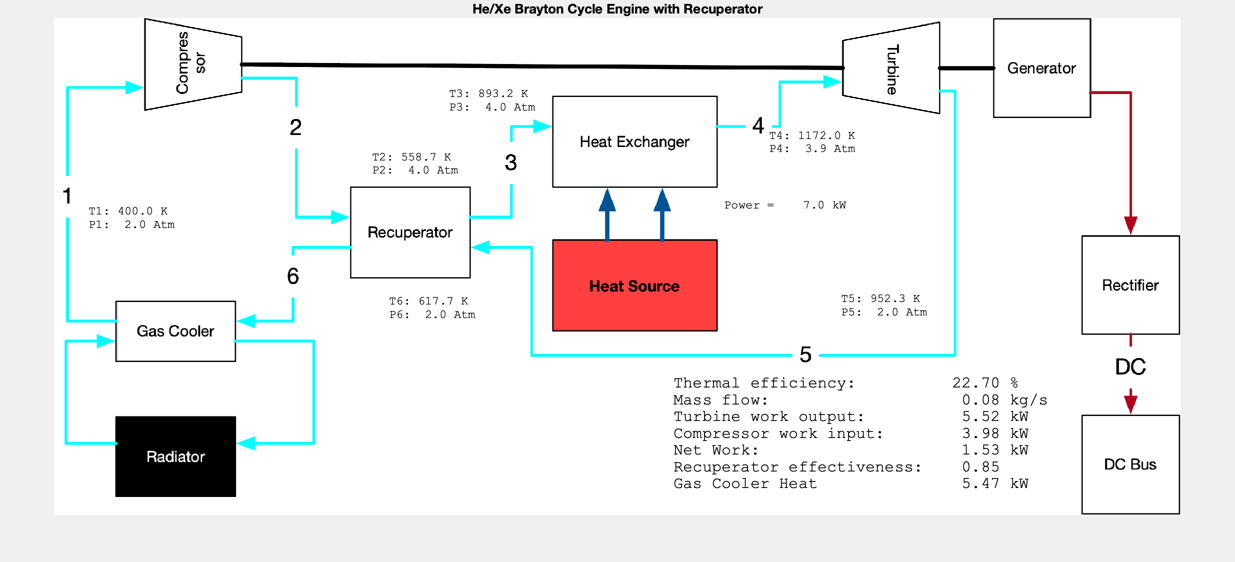 He/Xe Brayton Cycle Engine with Recuperator
Compres
sor
Turbine
Generator
T3: 893.2 K
P3: 4.0 Atm
2
4
T4: 1172.0 K
P4: 3.9 Atm
Heat Exchanger
T2: 558.7 K
P2: 4.0 Atm
3
1
T1: 400.0 K
P1: 2.0 Atm
Power = 7.0 kW
Recuperator
6
Heat Source
Rectifier
T6: 617.7 K
P6: 2.0 Atm
T5: 952.3 K
P5: 2.0 Atm
Gas Cooler
5
DC
Thermal efficiency: 22.70 %
Mass flow: 0.08 kg/s
Turbine work output: 5.52 kW
Compressor work input: 3.98 kW
Net Work: 1.53 kW
Recuperator effectiveness: 0.85
Gas Cooler Heat 5.47 kW
Radiator
DC Bus